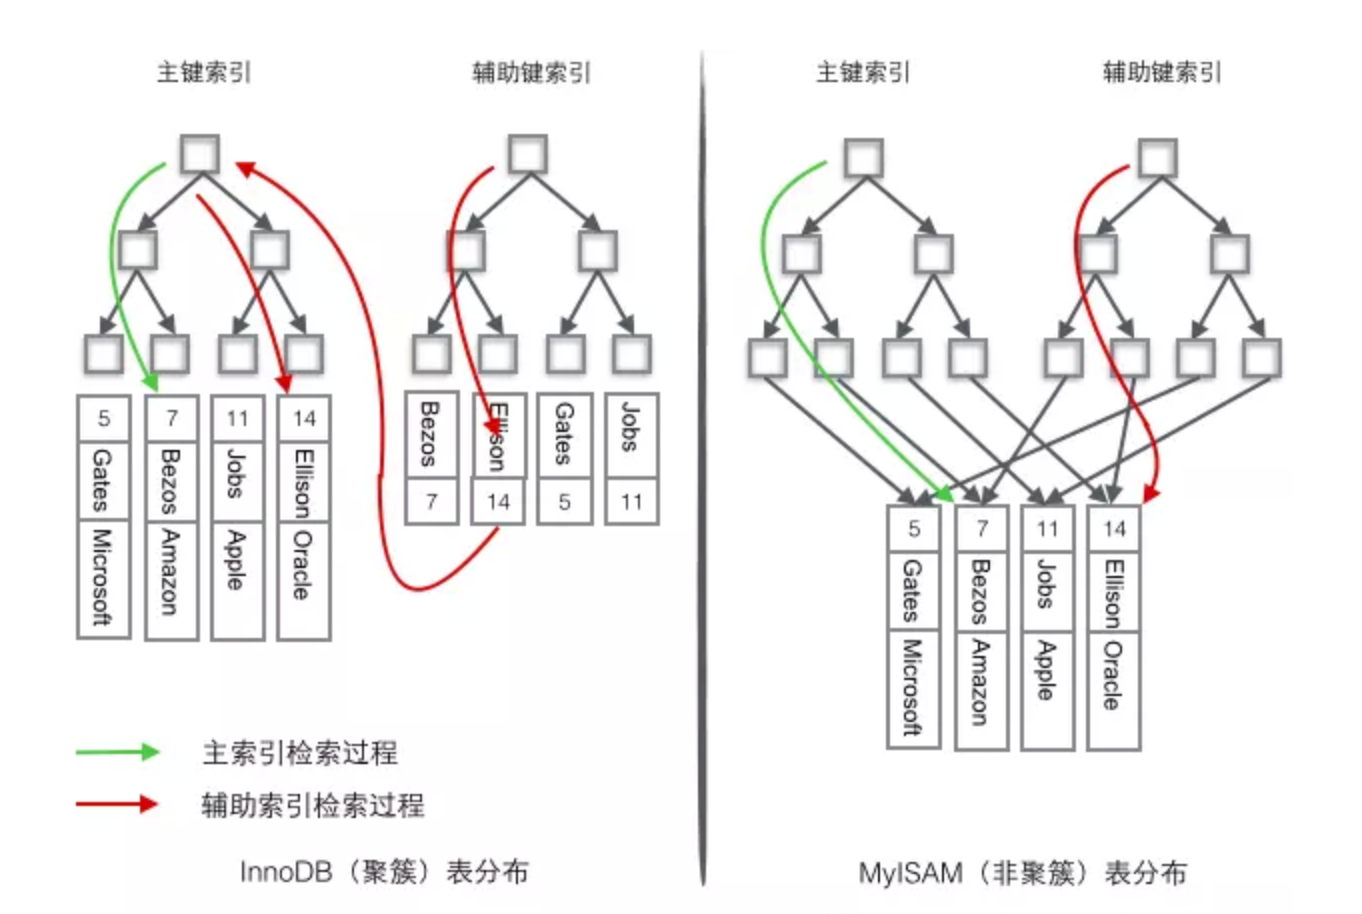 主键索引
辅助键索引
5
7
11
14
Gates
Bezos
Jobs
Ellison
Microsoft
Amazon
Apple
Oracle
Bezos
Ellison
Gates
Jobs
7
14
5
11
主索引检索过程
辅助索引检索过程
InnoDB（聚簇）表分布
主键索引
辅助键索引
5
7
11
14
Gates
Bezos
Jobs
Ellison
Microsoft
Amazon
Apple
Oracle
MyISAM（非聚簇）表分布